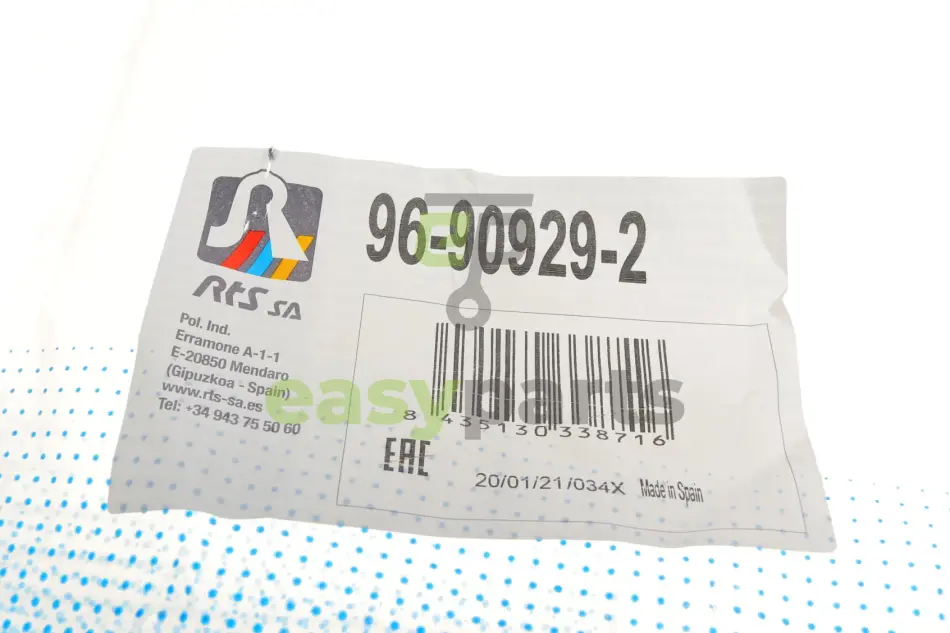 96-90929-2
RtS SA
Pol. Ind.
Erramone A-1-1
E-20850 Mendaro
(Gipuzkoa - Spain)
www.rts-sa.es
Tel: +34 943 75 50 60
easyparts
8 435130 338716
EAC
20/01/21/034X Made in Spain